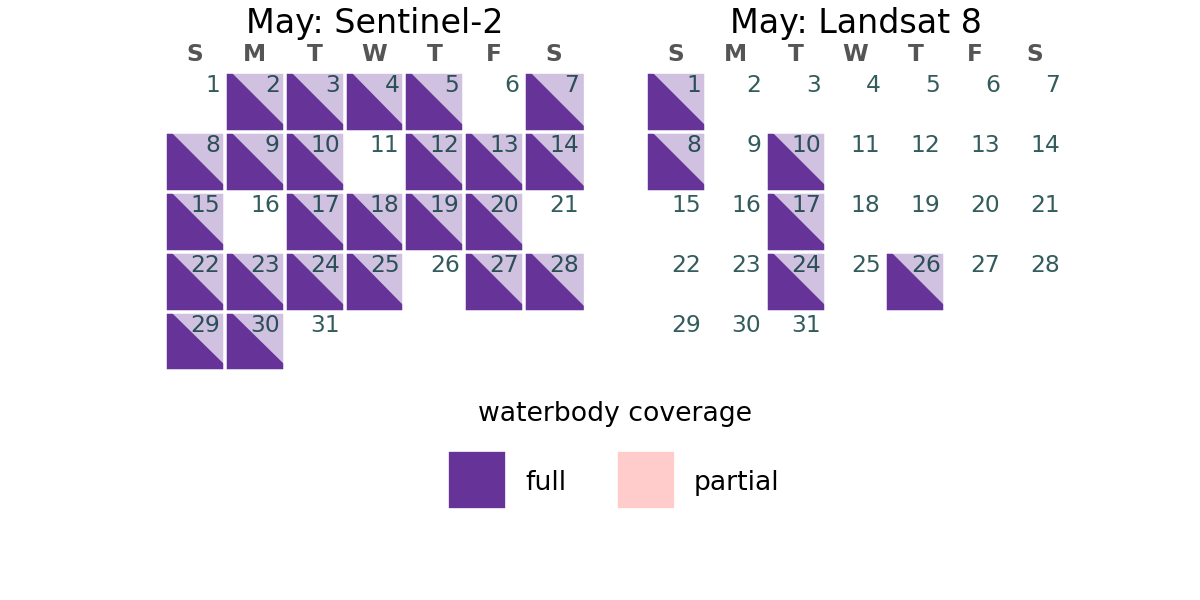 May: Sentinel-2
S M T W T F S
1 2 3 4 5 6 7
8 9 10 11 12 13 14
15 16 17 18 19 20 21
22 23 24 25 26 27 28
29 30 31
May: Landsat 8
S M T W T F S
1 2 3 4 5 6 7
8 9 10 11 12 13 14
15 16 17 18 19 20 21
22 23 24 25 26 27 28
29 30 31
waterbody coverage
full
partial